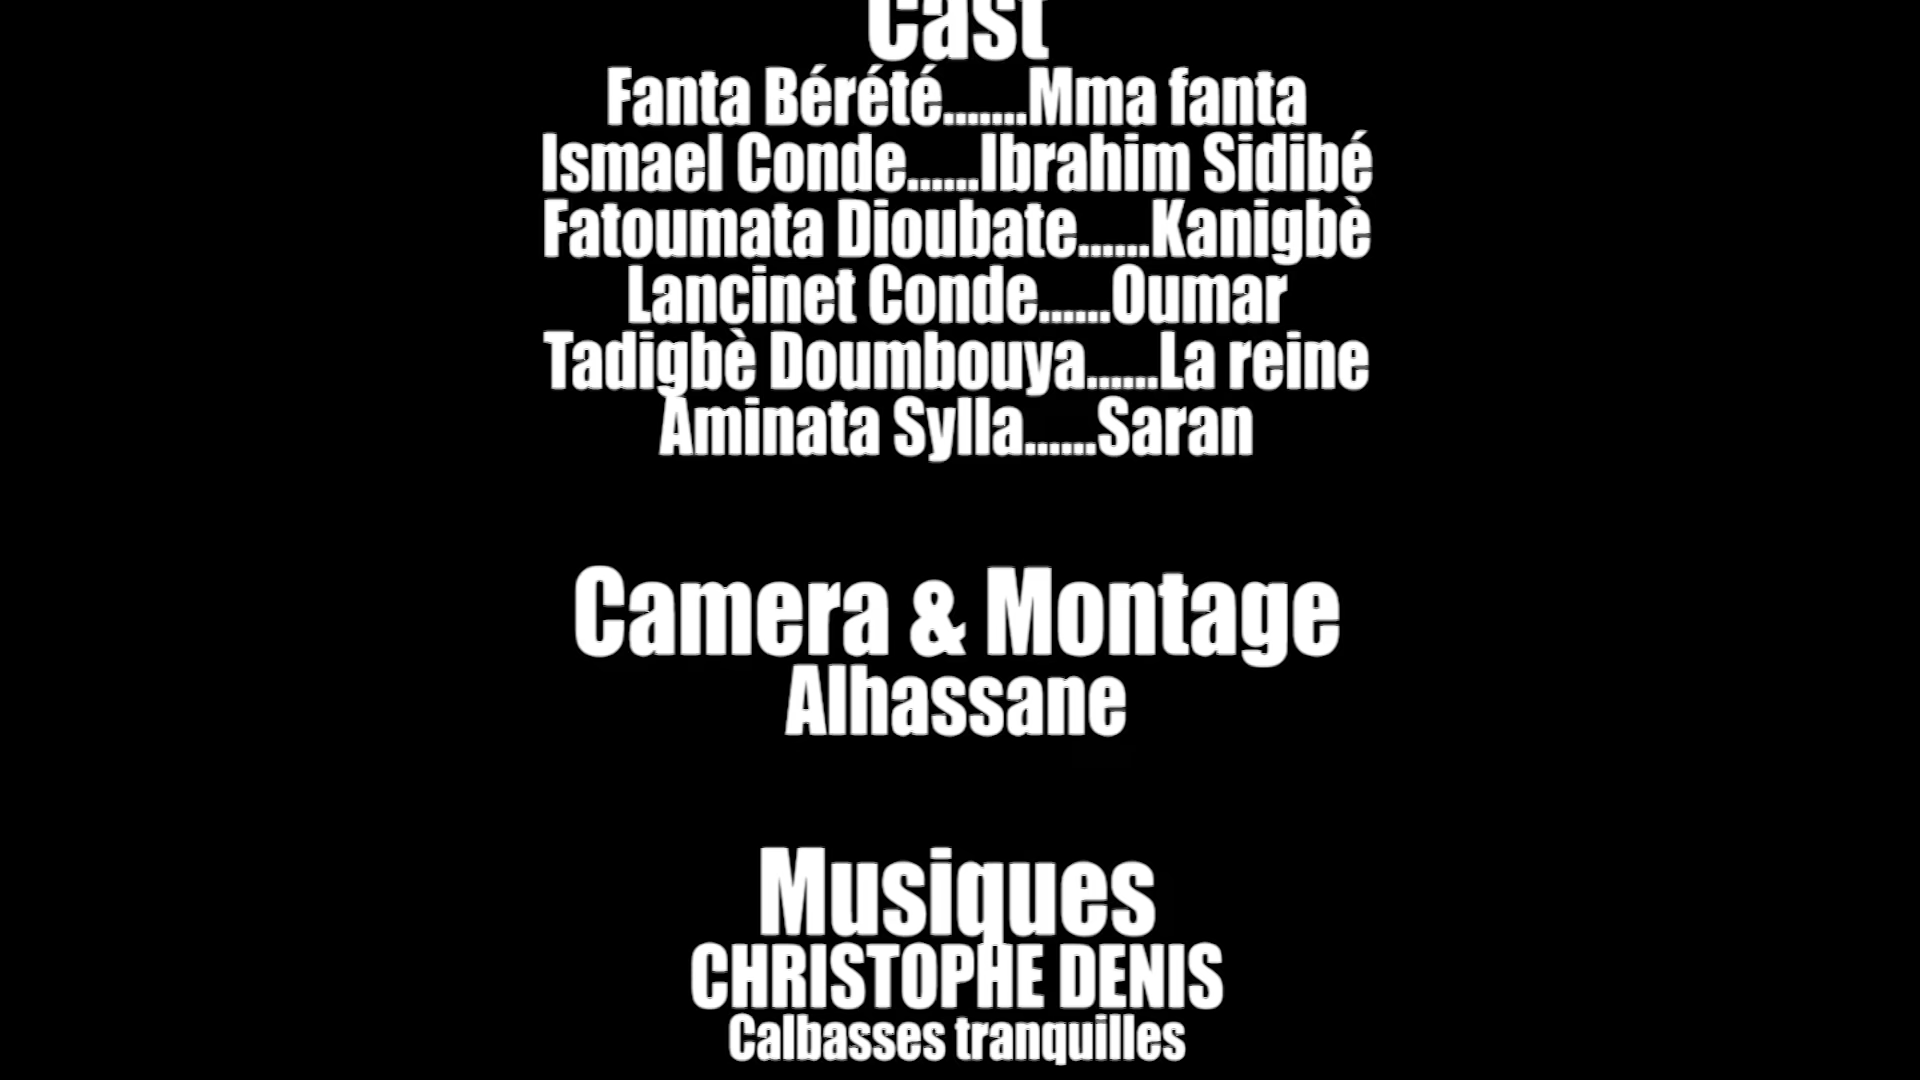 Cast
Fanta Bérété.......Mma fanta
Ismael Conde......Ibrahim Sidibé
Fatoumata Dioubate......Kanigbè
Lancinet Conde......Oumar
Tadigbè Doumbouya......La reine
Aminata Sylla......Saran
Camera & Montage
Alhassane
Musiques
CHRISTOPHE DENIS
Calbasses tranquilles